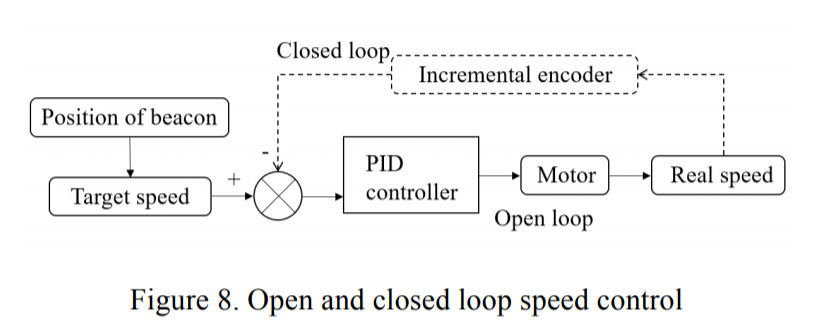 Closed loop
Incremental encoder
Position of beacon
-
PID
controller
+
Target speed
Motor
Real speed
Open loop
Figure 8. Open and closed loop speed control